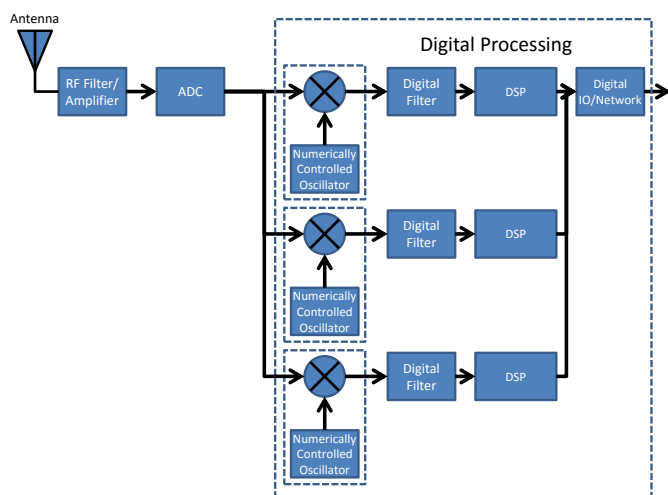 Antenna
Digital Processing
RF Filter/
Amplifier
ADC
Digital
Filter
DSP
Digital
IO/Network
Numerically
Controlled
Oscillator
Digital
Filter
DSP
Numerically
Controlled
Oscillator
Digital
Filter
DSP
Numerically
Controlled
Oscillator